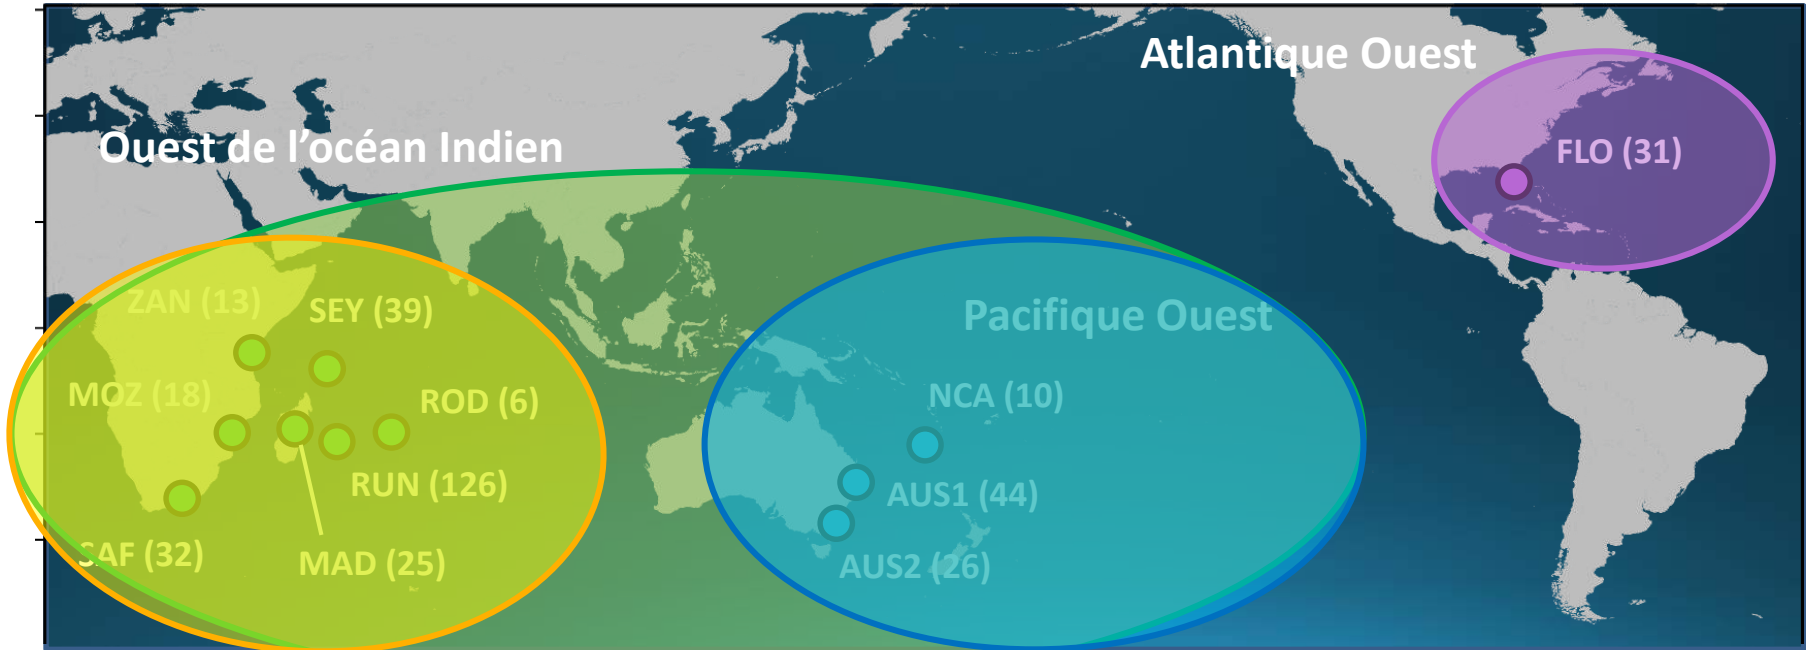 Atlantique Ouest
Ouest de l'océan Indien
FLO (31)
ZAN (13)
SEY (39)
Pacifique Ouest
MOZ (18)
ROD (6)
NCA (10)
RUN (126)
AUS1 (44)
SAF (32)
MAD (25)
AUS2 (26)